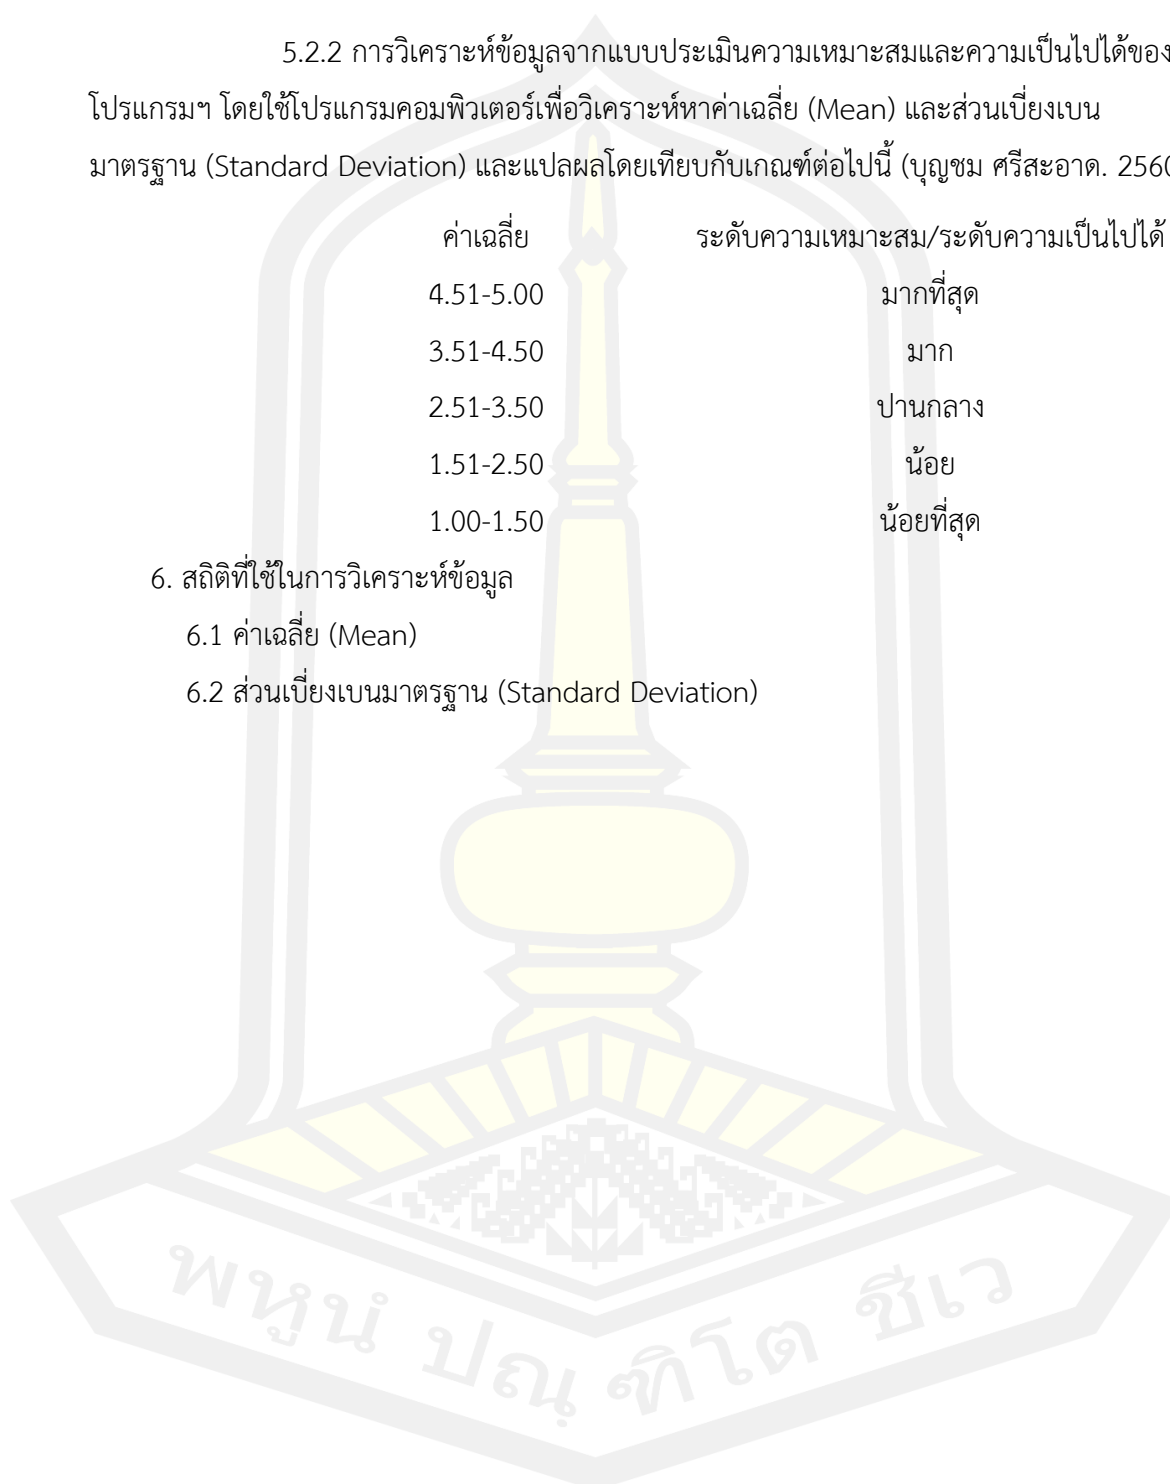 5.2.2 การวิเคราะห์ข้อมูลจากแบบประเมินความเหมาะสมและความเป็นไปได้ของ
โปรแกรมฯ โดยใช้โปรแกรมคอมพิวเตอร์เพื่อวิเคราะห์หาค่าเฉลี่ย (Mean) และส่วนเบี่ยงเบน
มาตรฐาน (Standard Deviation) และแปลผลโดยเทียบกับเกณฑ์ต่อไปนี้ (บุญชม ศรีสะอาด. 2560
ค่าเฉลี่ย ระดับความเหมาะสม/ระดับความเป็นไปได้
4.51-5.00 มากที่สุด
3.51-4.50 มาก
2.51-3.50 ปานกลาง
1.51-2.50 น้อย
1.00-1.50 น้อยที่สุด
6. สถิติที่ใช้ในการวิเคราะห์ข้อมูล
6.1 ค่าเฉลี่ย (Mean)
6.2 ส่วนเบี่ยงเบนมาตรฐาน (Standard Deviation)
พหูนํ ปณฺฑิโต ชีเว